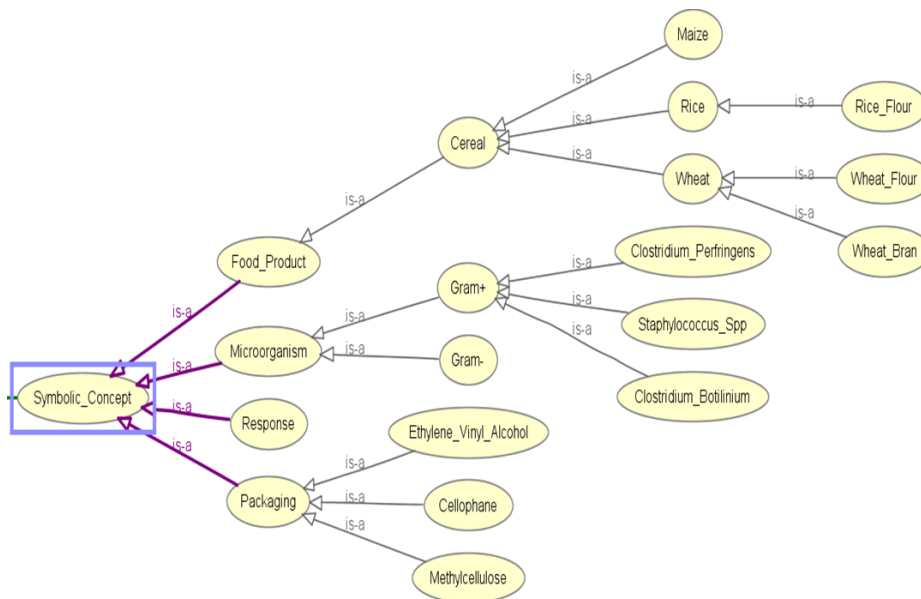 Maize
is-a
Rice
is-a
Rice_Flour
is-a
Cereal
is-a
Wheat
is-a
Wheat_Flour
is-a
Wheat_Bran
is-a
Food_Product
is-a
Clostridium_Perfringens
is-a
Gram+
is-a
Staphylococcus_Spp
is-a
Clostridium_Botilinium
is-a
Microorganism
is-a
Gram-
is-a
Symbolic_Concept
is-a
is-a
Response
is-a
is-a
Ethylene_Vinyl_Alcohol
is-a
Packaging
is-a
Cellophane
is-a
Methylcellulose